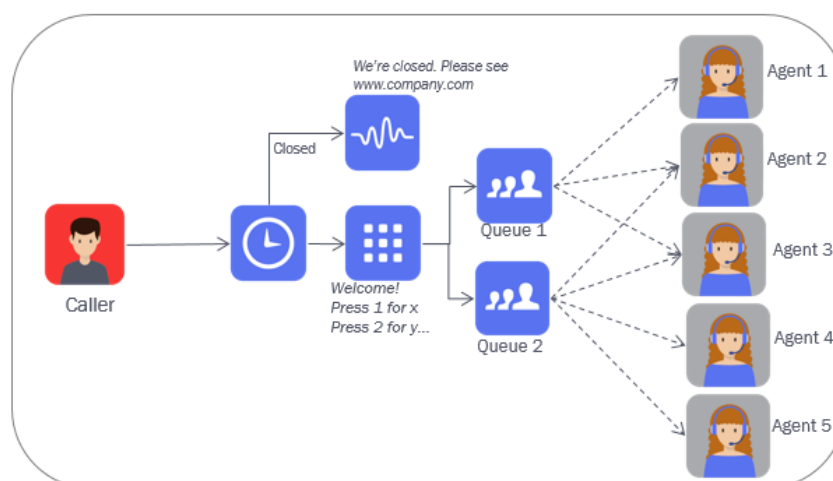 We're closed. Please see
www.company.com
Closed
Caller
Welcome!
Press 1 for x
Press 2 for y...
Queue 1
Queue 2
Agent 1
Agent 2
Agent 3
Agent 4
Agent 5